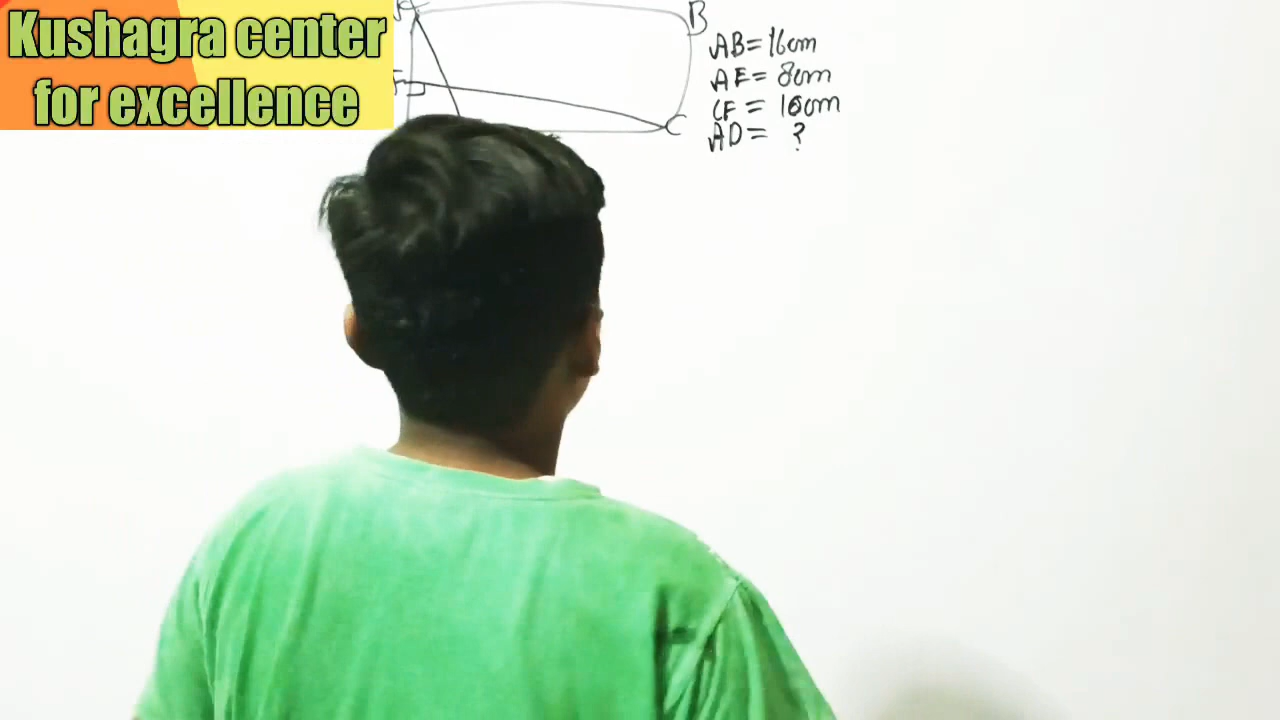 Kushagra center
for excellence
B
AB= 16cm
AE= 8cm
CF = 10cm
AD= ?
C